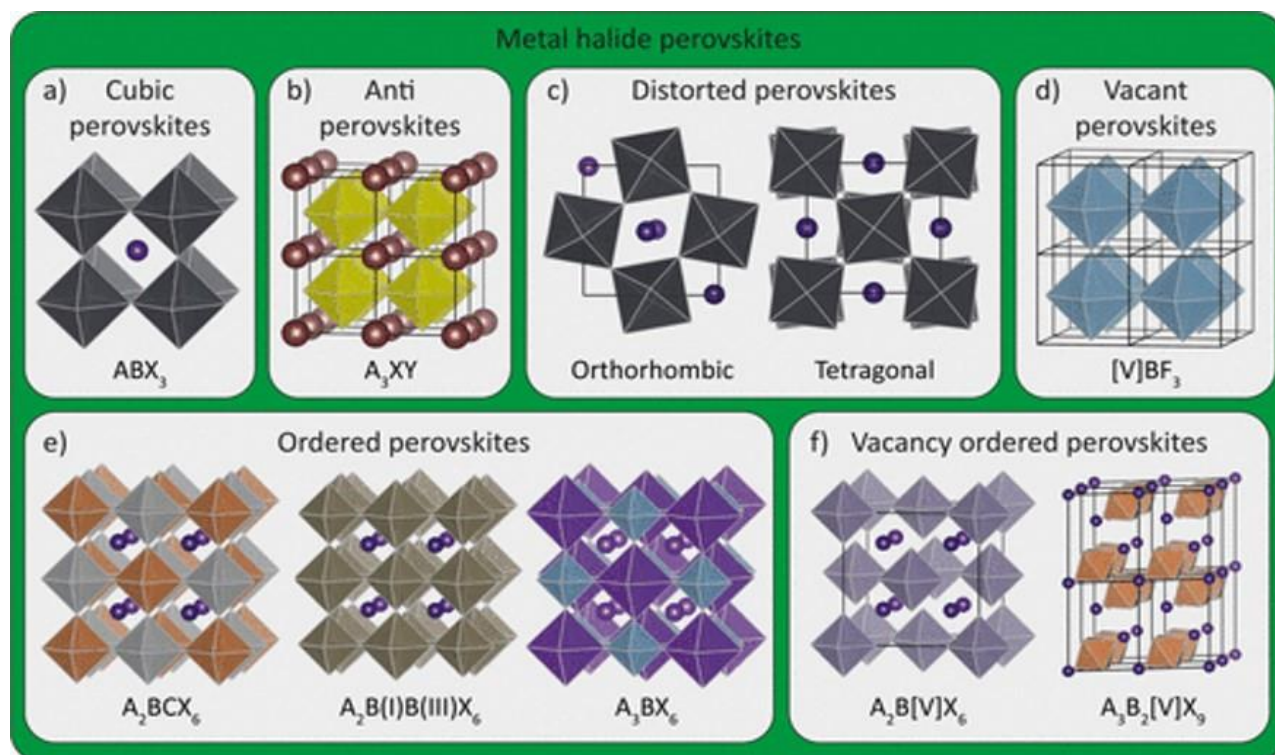 Metal halide perovskites
a) Cubic
perovskites
ABX₃
b) Anti
perovskites
A₃XY
c) Distorted perovskites
Orthorhombic
Tetragonal
d) Vacant
perovskites
[V]BF₃
e) Ordered perovskites
A₂BCX₆
A₂B(I)B(III)X₆
A₃BX₆
f) Vacancy ordered perovskites
A₂B[V]X₆
A₃B₂[V]X₉